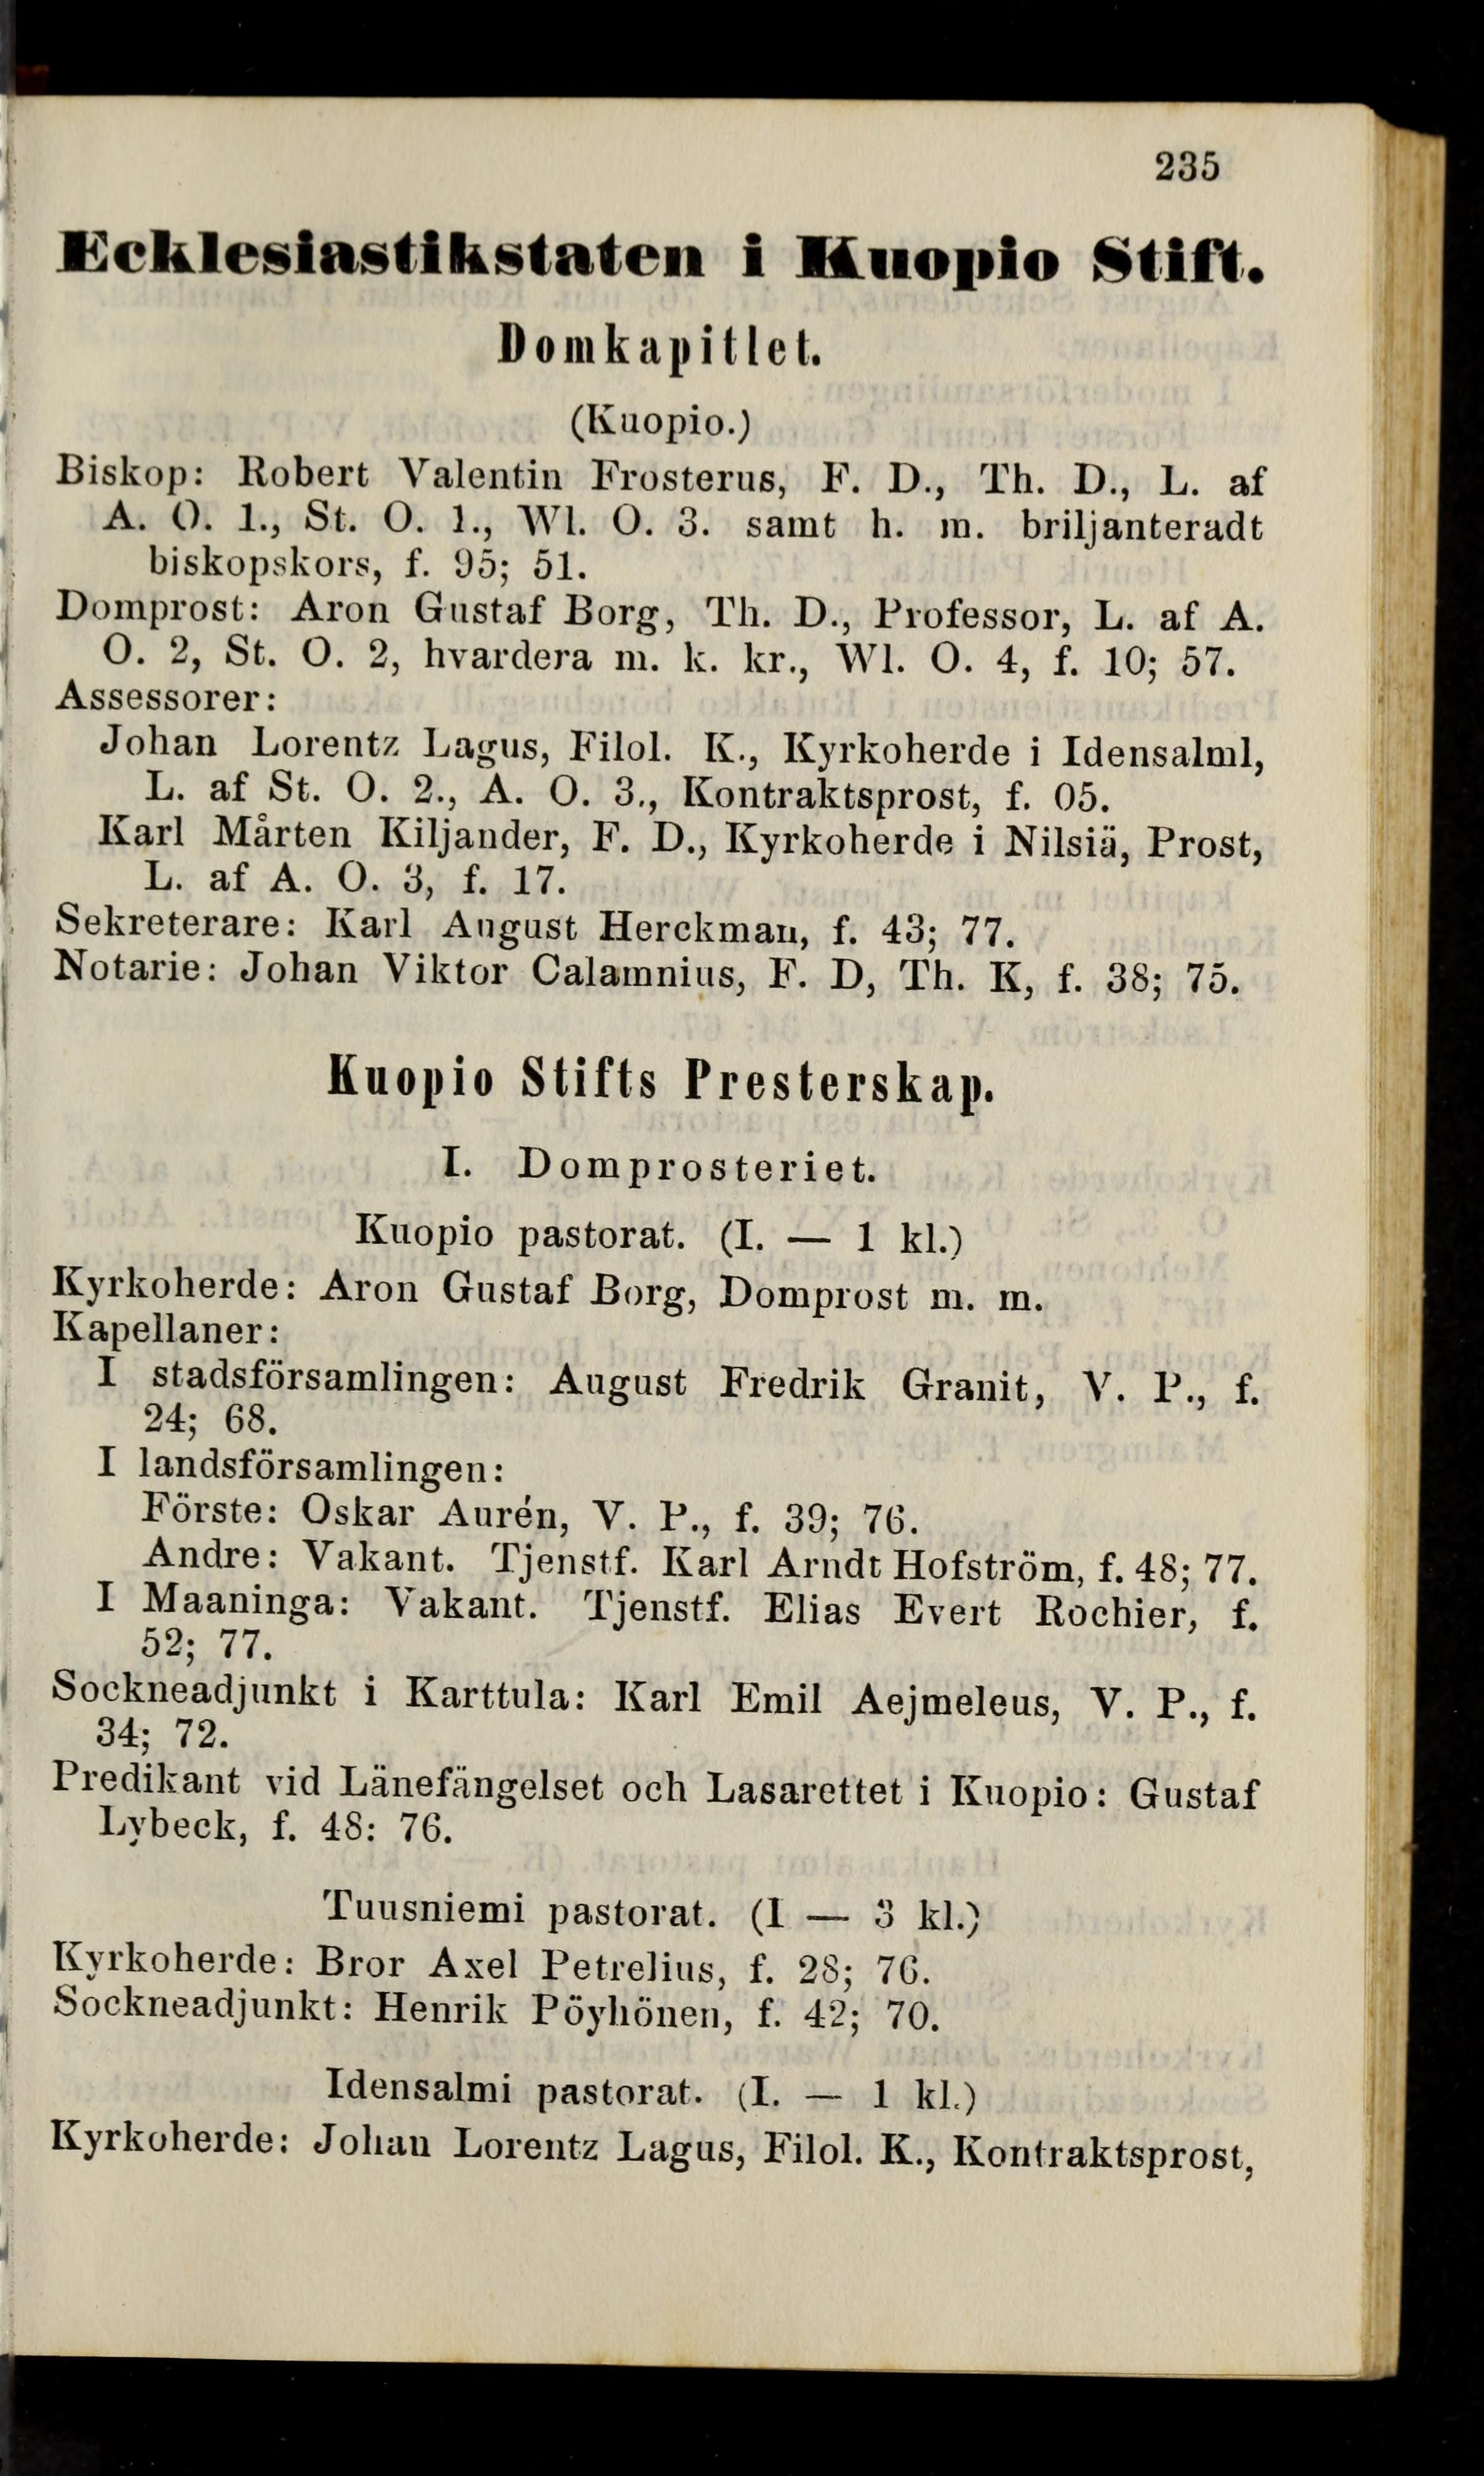 235
Ecklesiastikstaten i Kuopio Stift.
Domkapitlet.
(Kuopio.)
Biskop: Robert Valentin Frosterus, F. D., Th. D., L. af
A. O. 1., St. O. 1., Wl. O. 3. samt h. m. briljanteradt
biskopskors, f. 95; 51.
Domprost: Aron Gustaf Borg, Th. D., Professor, L. af A.
O. 2, St. O. 2, hvardera m. k. kr., Wl. O. 4, f. 10; 57.
Assessorer:
Johan Lorentz Lagus, Filol. K., Kyrkoherde i Idensalml,
L. af St. O. 2., A. O. 3., Kontraktsprost, f. 05.
Karl Mårten Kiljander, F. D., Kyrkoherde i Nilsiä, Prost,
L. af A. O. 3, f. 17.
Sekreterare: Karl August Herckman, f. 43; 77.
Notarie: Johan Viktor Calamnius, F. D, Th. K, f. 38; 75.
Kuopio Stifts Presterskap.
I. Domprosteriet.
Kuopio pastorat. (I. — 1 kl.)
Kyrkoherde: Aron Gustaf Borg, Domprost m. m.
Kapellaner:
I stadsförsamlingen: August Fredrik Granit, V. P., f.
24; 68.
I landsförsamlingen:
Förste: Oskar Aurén, V. P., f. 39; 76.
Andre: Vakant. Tjenstf. Karl Arndt Hofström, f. 48; 77.
I Maaninga: Vakant. Tjenstf. Elias Evert Rochier, f.
52; 77.
Sockneadjunkt i Karttula: Karl Emil Aejmeleus, V. P., f.
34; 72.
Predikant vid Länefängelset och Lasarettet i Kuopio: Gustaf
Lybeck, f. 48: 76.
Tuusniemi pastorat. (I — 3 kl.)
Kyrkoherde: Bror Axel Petrelius, f. 28; 76.
Sockneadjunkt: Henrik Pöyhönen, f. 42; 70.
Idensalmi pastorat. (I. — 1 kl.)
Kyrkoherde: Johan Lorentz Lagus, Filol. K., Kontraktsprost,